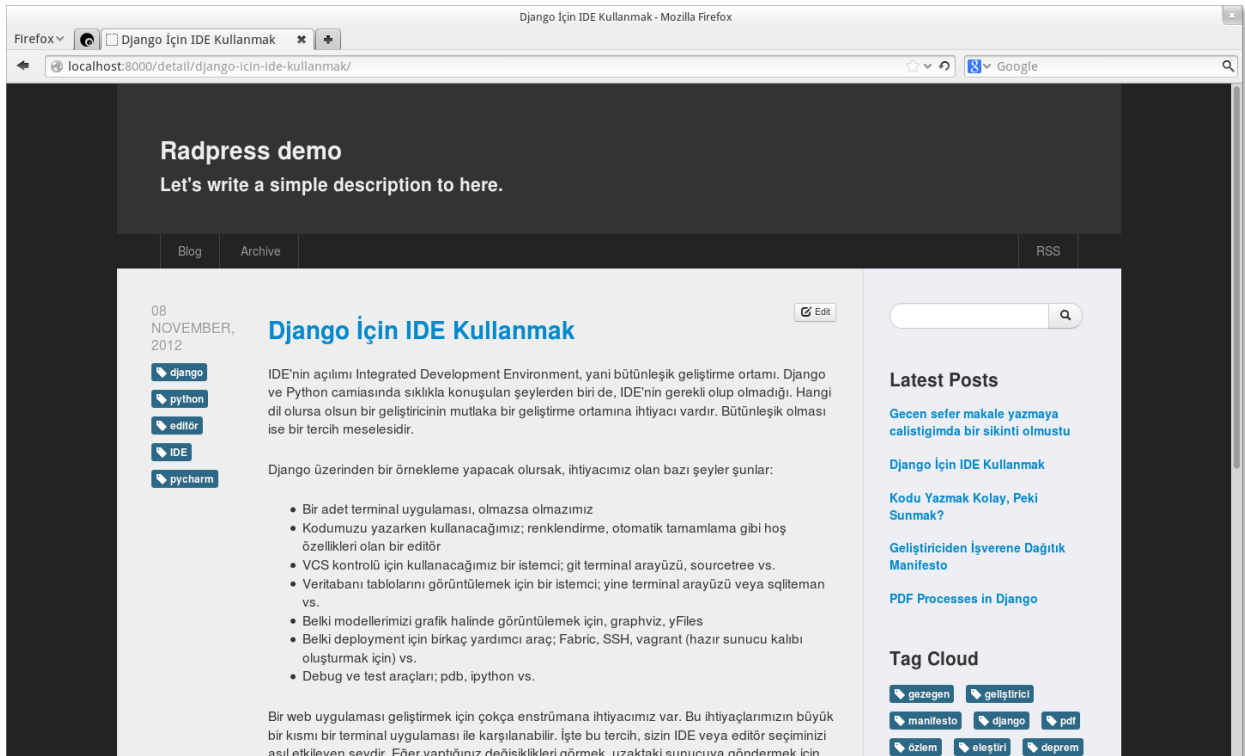 Django İçin IDE Kullanmak - Mozilla Firefox
Firefox
Django İçin IDE Kullanmak
localhost:8000/detail/django-icin-ide-kullanmak/
Google
Radpress demo
Let's write a simple description to here.
Blog
Archive
RSS
08
NOVEMBER,
2012
django
python
editör
IDE
pycharm
Edit
Django İçin IDE Kullanmak
IDE'nin açılımı Integrated Development Environment, yani bütünleşik geliştirme ortamı. Django
ve Python camiasında sıklıkla konuşulan şeylerden biri de, IDE'nin gerekli olup olmadığı. Hangi
dil olursa olsun bir geliştiricinin mutlaka bir geliştirme ortamına ihtiyacı vardır. Bütünleşik olması
ise bir tercih meselesidir.
Django üzerinden bir örnekleme yapacak olursak, ihtiyacımız olan bazı şeyler şunlar:
• Bir adet terminal uygulaması, olmazsa olmazımız
• Kodumuzu yazarken kullanacağımız; renklendirme, otomatik tamamlama gibi hoş
özellikleri olan bir editör
• VCS kontrolü için kullanacağımız bir istemci; git terminal arayüzü, sourcetree vs.
• Veritabanı tablolarını görüntülemek için bir istemci; yine terminal arayüzü veya sqliteman
vs.
• Belki modellerimizi grafik halinde görüntülemek için, graphviz, yFiles
• Belki deployment için birkaç yardımcı araç; Fabric, SSH, vagrant (hazır sunucu kalıbı
oluşturmak için) vs.
• Debug ve test araçları; pdb, ipython vs.
Bir web uygulaması geliştirmek için çokça enstrümana ihtiyacımız var. Bu ihtiyaçlarımızın büyük
bir kısmı bir terminal uygulaması ile karşılanabilir. İşte bu tercih, sizin IDE veya editör seçiminizi
asıl etkileyen şeydir. Eğer yaptığınız değişiklikleri görmek, uzaktaki sunucuya göndermek için
Latest Posts
Gecen sefer makale yazmaya
calistigimda bir sikinti olmustu
Django İçin IDE Kullanmak
Kodu Yazmak Kolay, Peki
Sunmak?
Geliştiriciden İşverene Dağıtık
Manifesto
PDF Processes in Django
Tag Cloud
gezegen
geliştirici
manifesto
django
pdf
özlem
eleştiri
deprem